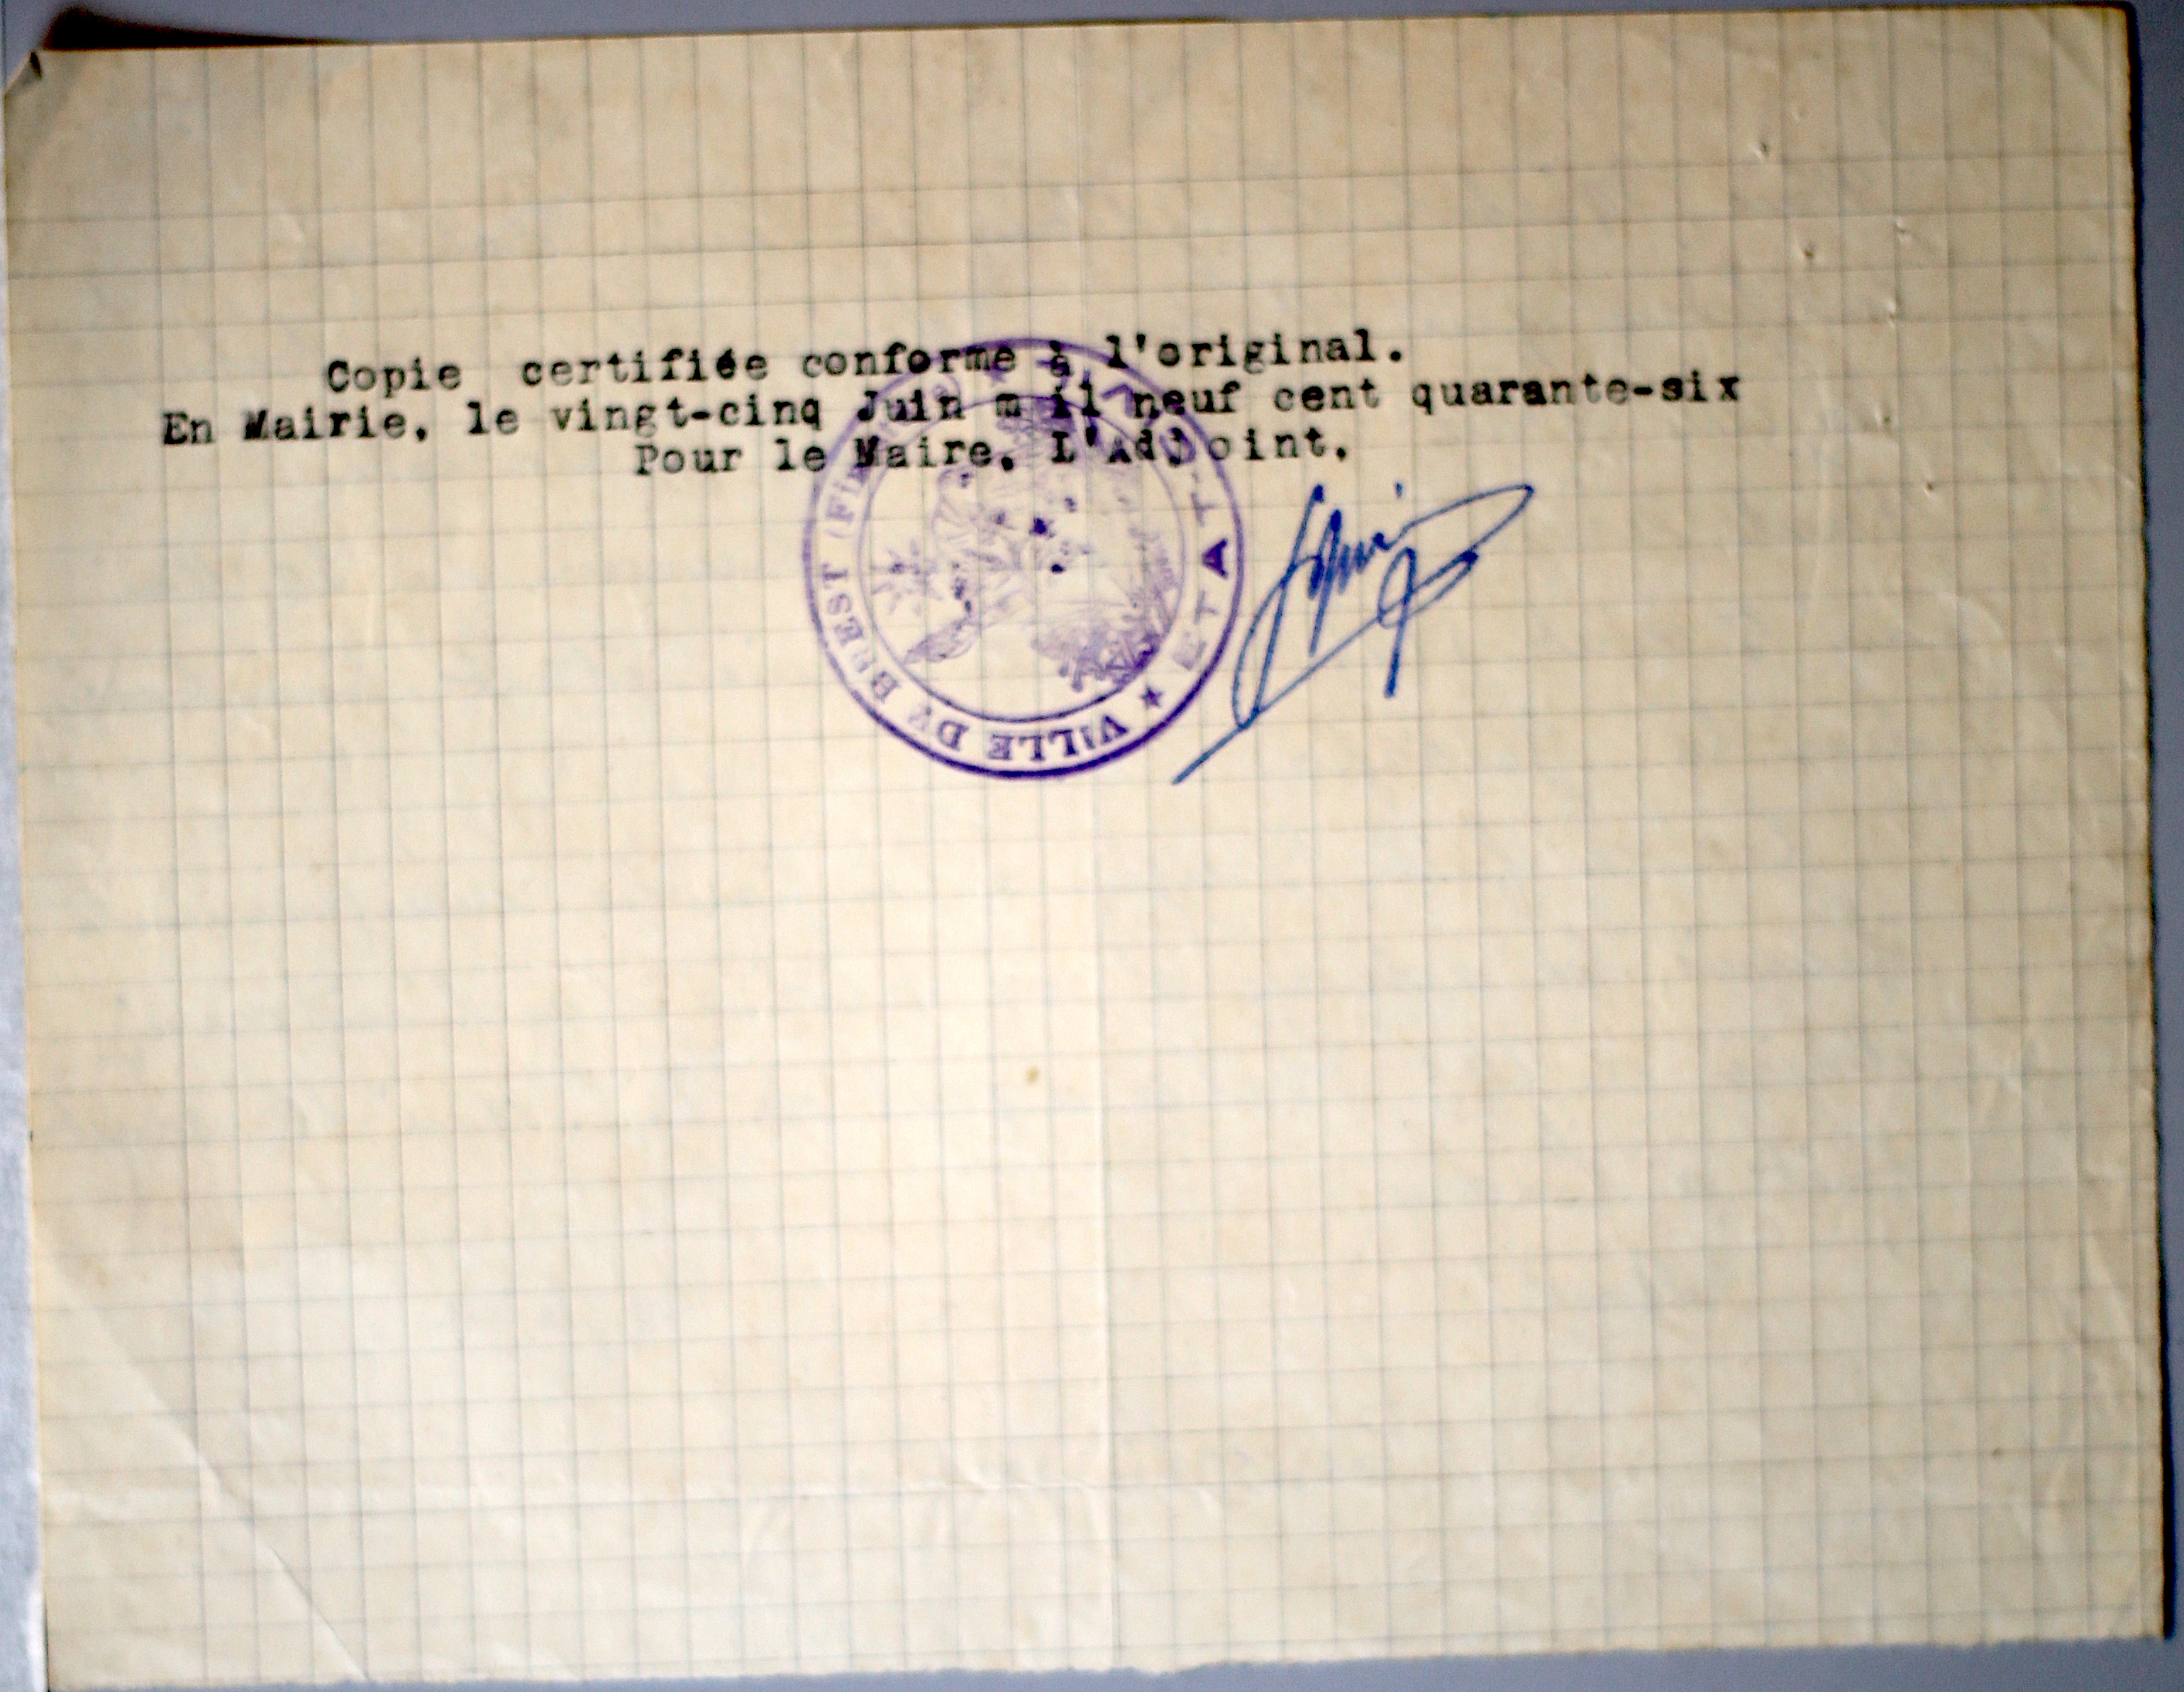 Copie certifiée conforme à l'original.
En Mairie, le vingt-cinq Juin m il neuf cent quarante-six
Pour le Maire, L'Adjoint,
VILLE DE BREST
ETAT